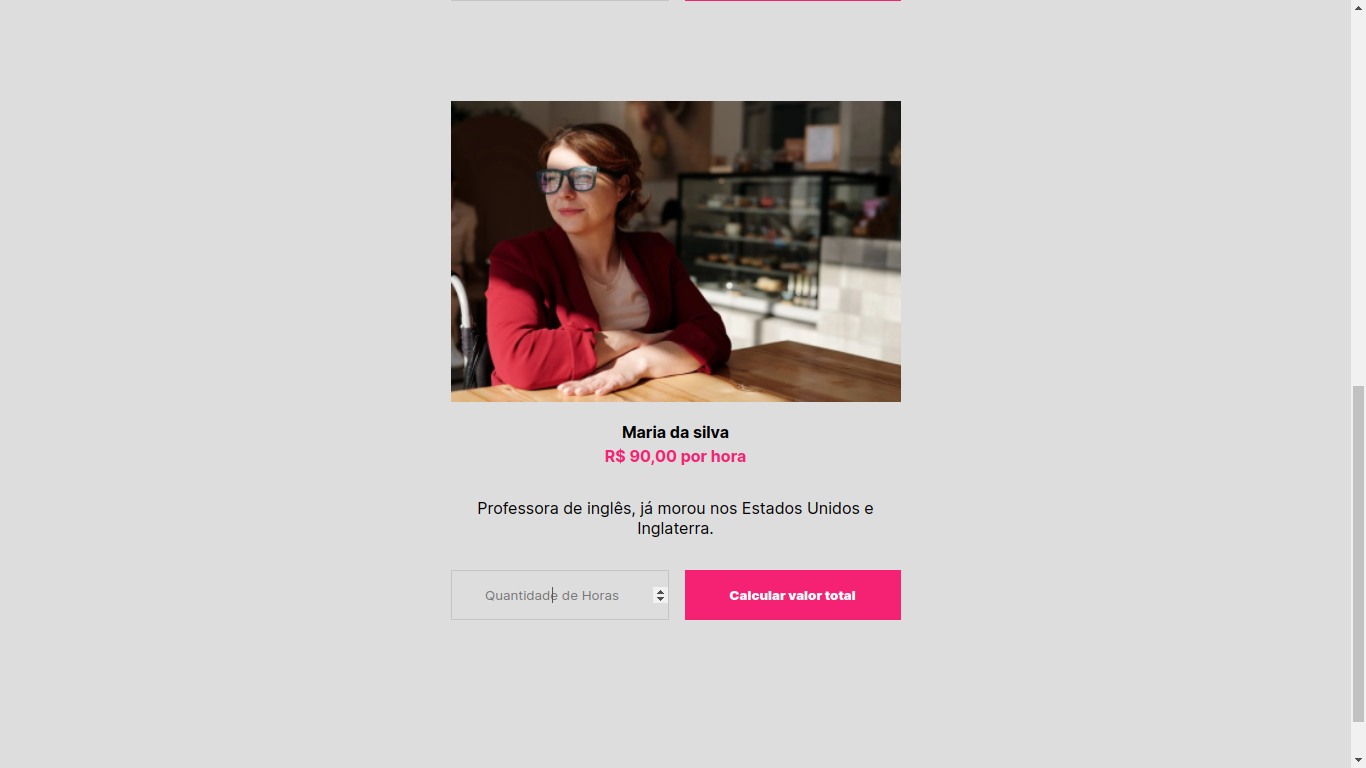 Maria da silva
R$ 90,00 por hora
Professora de inglês, já morou nos Estados Unidos e
Inglaterra.
Quantidade de Horas
Calcular valor total